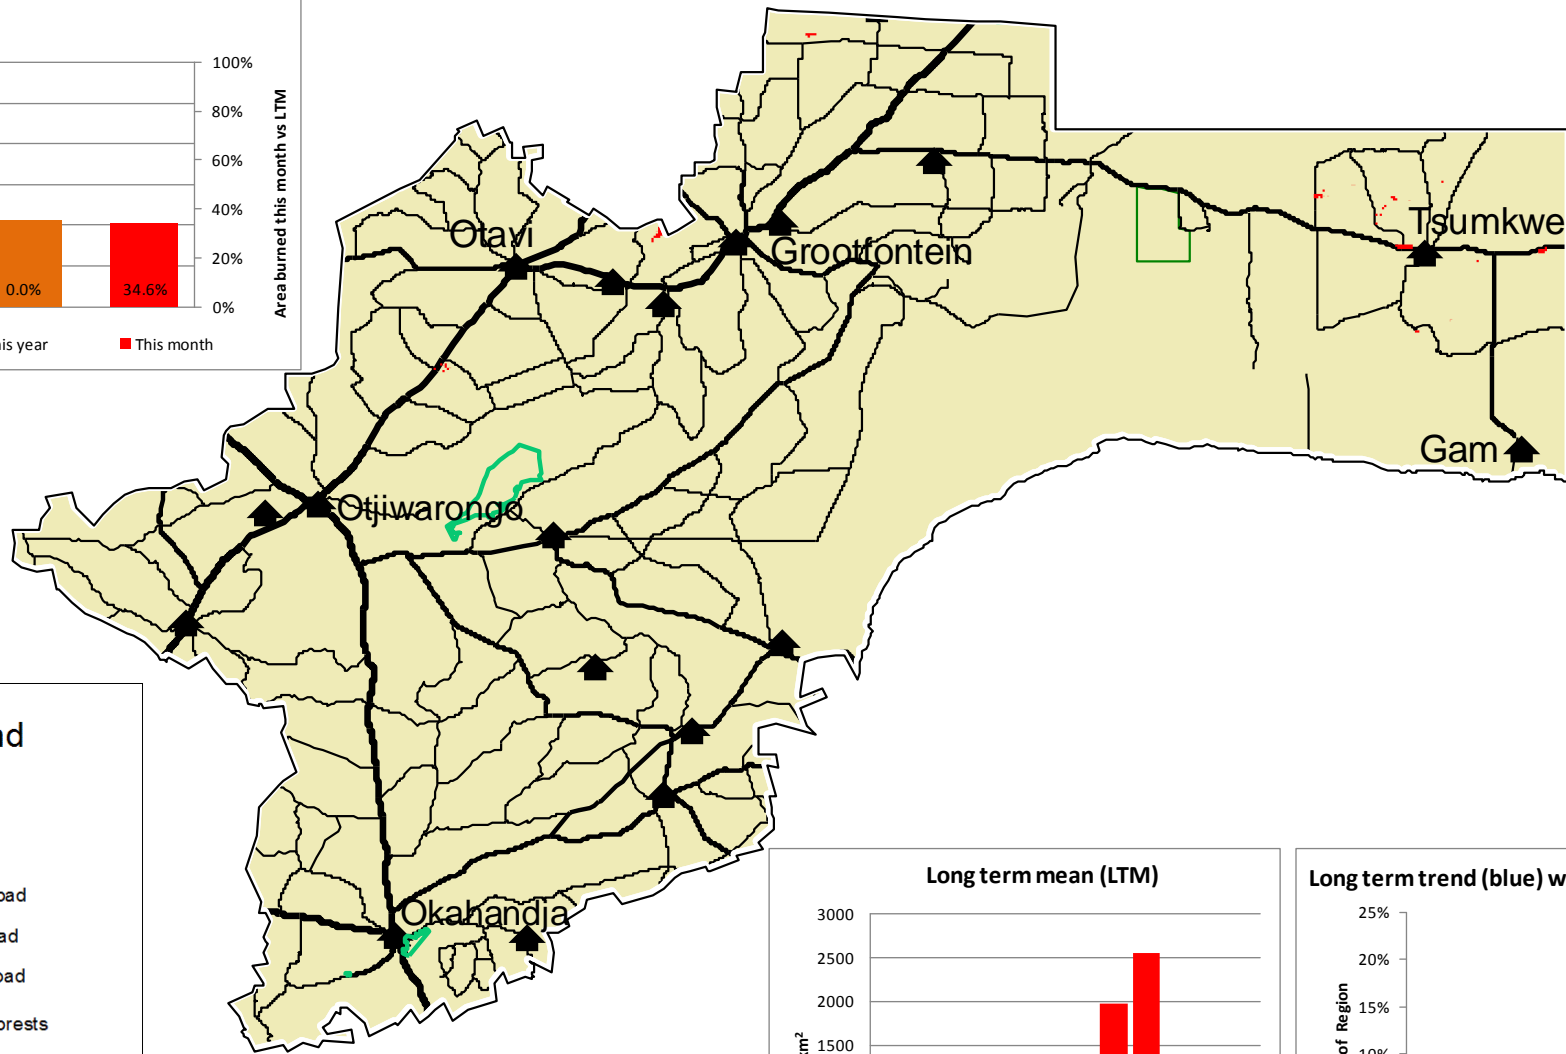 100%
80%
60%
40%
20%
0%
Area burned this month vs LTM
0.0%
34.6%
is year
This month
Otavi
Grootfontein
Tsumkwe
Gam
Otjiwarongo
Okahandja
d
oad
ad
oad
orests
Long term mean (LTM)
3000
2500
2000
1500
km²
Long term trend (blue) w
25%
20%
15%
10%
of Region